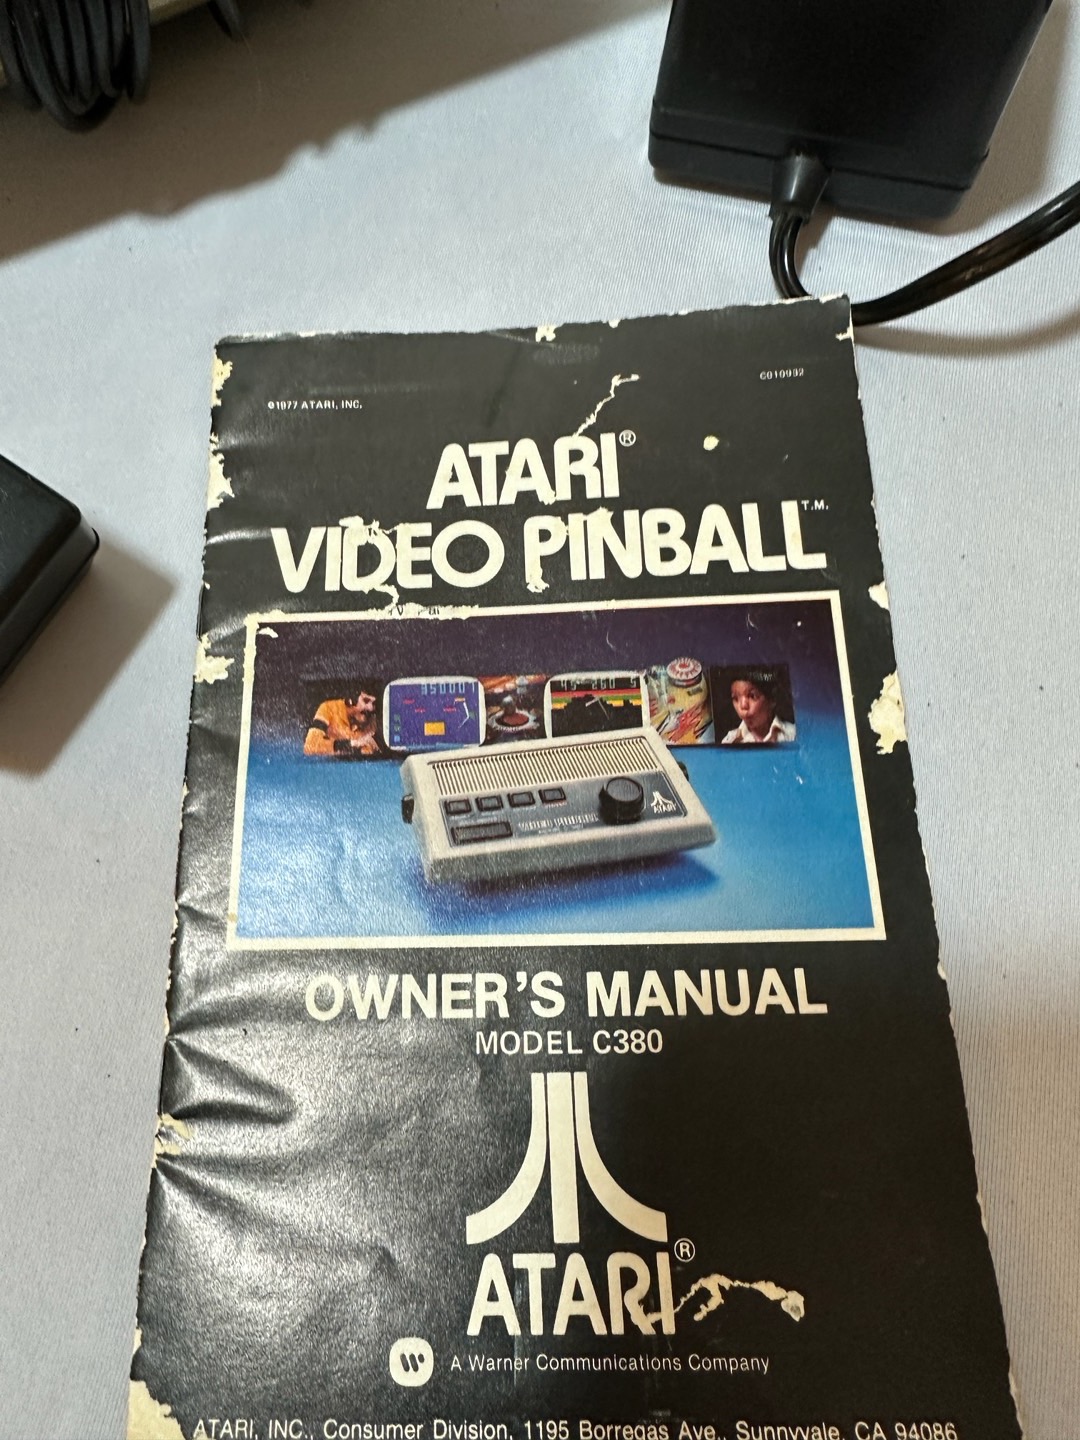 ©1977 ATARI, INC.
C010932
ATARI®
VIDEO PINBALL T.M.
350001
ATARI
OWNER'S MANUAL
MODEL C380
ATARI®
A Warner Communications Company
ATARI, INC., Consumer Division, 1195 Borregas Ave., Sunnyvale, CA 94086